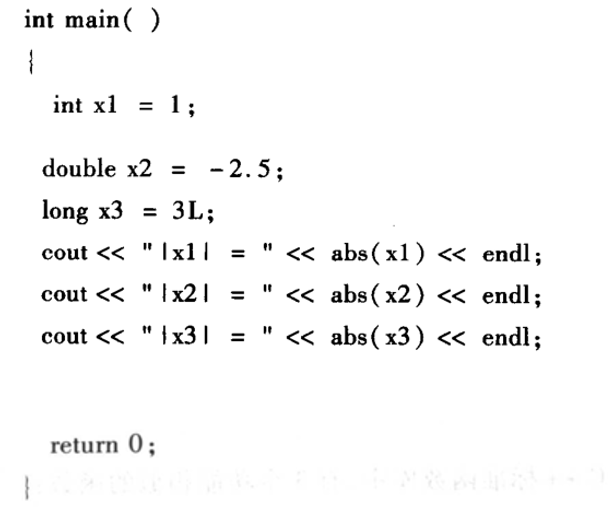 int main( )
{
int x1 = 1;
double x2 = -2.5;
long x3 = 3L;
cout << "|x1| = " << abs(x1) << endl;
cout << "|x2| = " << abs(x2) << endl;
cout << "|x3| = " << abs(x3) << endl;
return 0;
}